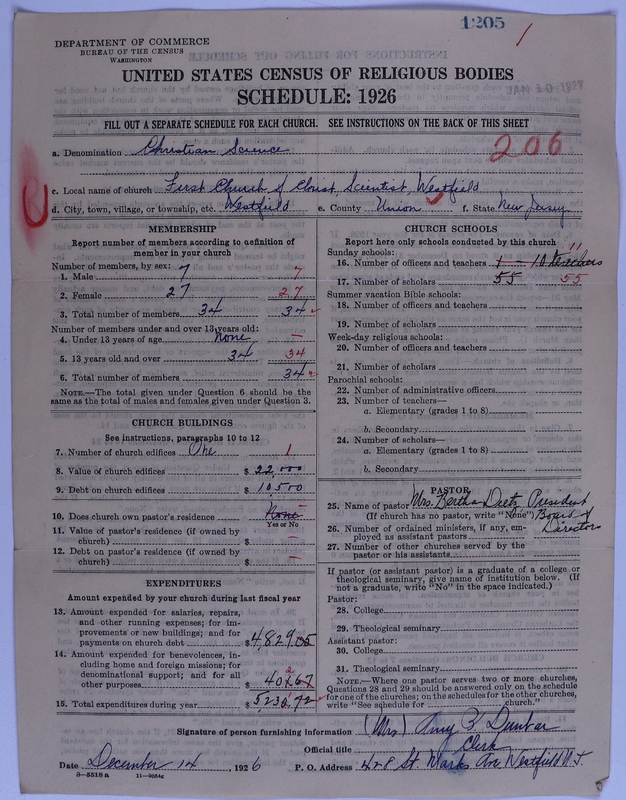 1205
DEPARTMENT OF COMMERCE
BUREAU OF THE CENSUS
WASHINGTON
UNITED STATES CENSUS OF RELIGIOUS BODIES
SCHEDULE: 1926
FILL OUT A SEPARATE SCHEDULE FOR EACH CHURCH. SEE INSTRUCTIONS ON THE BACK OF THIS SHEET
206
a. Denomination Christian Science
c. Local name of church First Church of Christ Scientist, Westfield
d. City, town, village, or township, etc. Westfield e. County Union f. State New Jersey
MEMBERSHIP
Report number of members according to definition of
member in your church
Number of members, by sex:
1. Male 7 7
2. Female 27 27
3. Total number of members 34 34
Number of members under and over 13 years old:
4. Under 13 years of age None —
5. 13 years old and over 34 34
6. Total number of members 34
NOTE.—The total given under Question 6 should be the
same as the total of males and females given under Question 3.
CHURCH BUILDINGS
See instructions, paragraphs 10 to 12
7. Number of church edifices One 1
8. Value of church edifices $ 22,000
9. Debt on church edifices $ 10,500
10. Does church own pastor's residence None —
Yes or No
11. Value of pastor's residence (if owned by
church) $ —
12. Debt on pastor's residence (if owned by
church) $ —
EXPENDITURES
Amount expended by your church during last fiscal year
13. Amount expended for salaries, repairs,
and other running expenses; for im-
provements or new buildings; and for
payments on church debt $ 4,829.05
14. Amount expended for benevolences, in-
cluding home and foreign missions; for
denominational support; and for all
other purposes $
15. Total expenditures during year $ 5236.72
CHURCH SCHOOLS
Report here only schools conducted by this church
Sunday schools: 11
16. Number of officers and teachers 1 – 10 teachers
17. Number of scholars 55 55
Summer vacation Bible schools:
18. Number of officers and teachers
19. Number of scholars
Week-day religious schools:
20. Number of officers and teachers
21. Number of scholars
Parochial schools:
22. Number of administrative officers
23. Number of teachers—
a. Elementary (grades 1 to 8)
b. Secondary
24. Number of scholars—
a. Elementary (grades 1 to 8)
b. Secondary
PASTOR
25. Name of pastor Mrs. Bertha Dietz President
(If church has no pastor, write "None") Board of
Directors
26. Number of ordained ministers, if any, em-
ployed as assistant pastors
27. Number of other churches served by the
pastor or his assistants
If pastor (or assistant pastor) is a graduate of a college or
theological seminary, give name of institution below. (If
not a graduate, write "No" in the space indicated.)
Pastor:
28. College
29. Theological seminary
Assistant pastor:
30. College
31. Theological seminary
NOTE.—Where one pastor serves two or more churches,
Questions 28 and 29 should be answered only on the schedule
for one of the churches; on the schedules for the other churches,
write "See schedule for church."
Signature of person furnishing information (Mrs) Amy B. Dunbar
Official title Clerk
Date December 14, 1926 P. O. Address 428 St. Marks Ave Westfield N.J.
8—5518 a